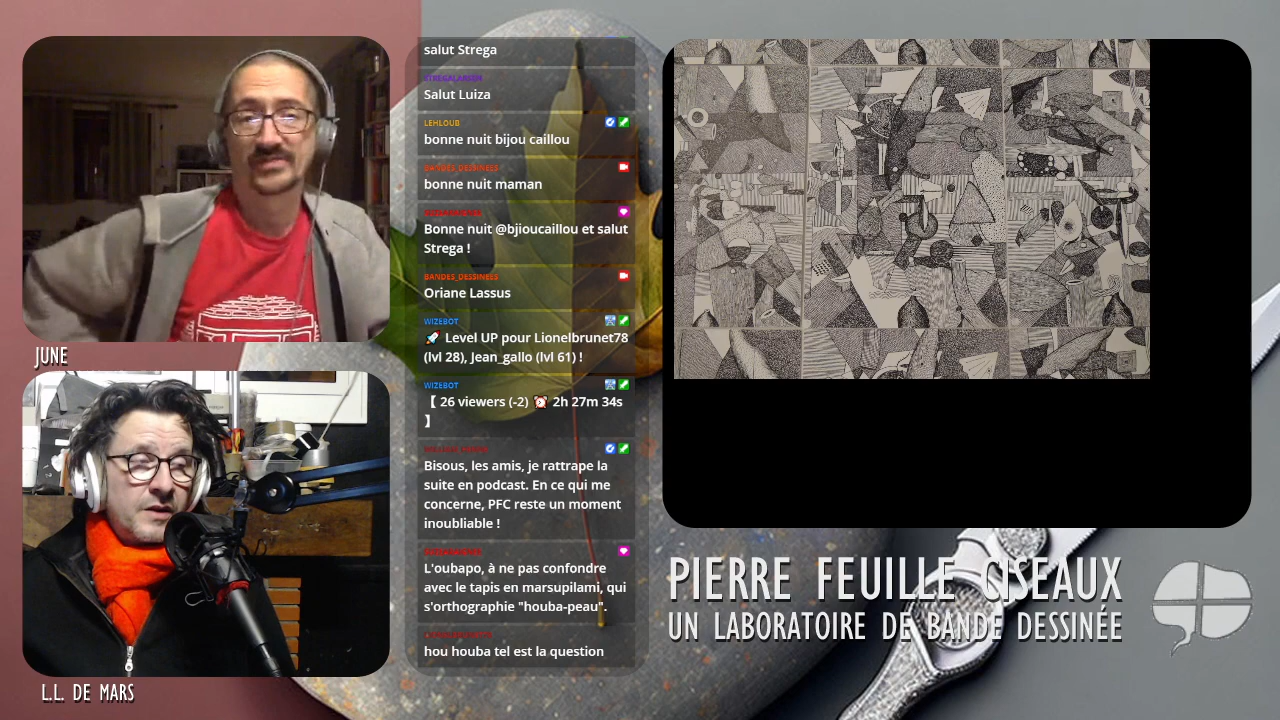 JUNE
L.L. DE MARS
salut Strega
STREGALARSEN
Salut Luiza
LEHLOUB
bonne nuit bijou caillou
BANDES_DESSINEES
bonne nuit maman
Bonne nuit @bjioucaillou et salut
Strega !
BANDES_DESSINEES
Oriane Lassus
WIZEBOT
🚀 Level UP pour Lionelbrunet78
(lvl 28), Jean_gallo (lvl 61) !
WIZEBOT
【 26 viewers (-2) ⏰ 2h 27m 34s
】
Bisous, les amis, je rattrape la
suite en podcast. En ce qui me
concerne, PFC reste un moment
inoubliable !
L'oubapo, à ne pas confondre
avec le tapis en marsupilami, qui
s'orthographie "houba-peau".
hou houba tel est la question
PIERRE FEUILLE CISEAUX
UN LABORATOIRE DE BANDE DESSINÉE